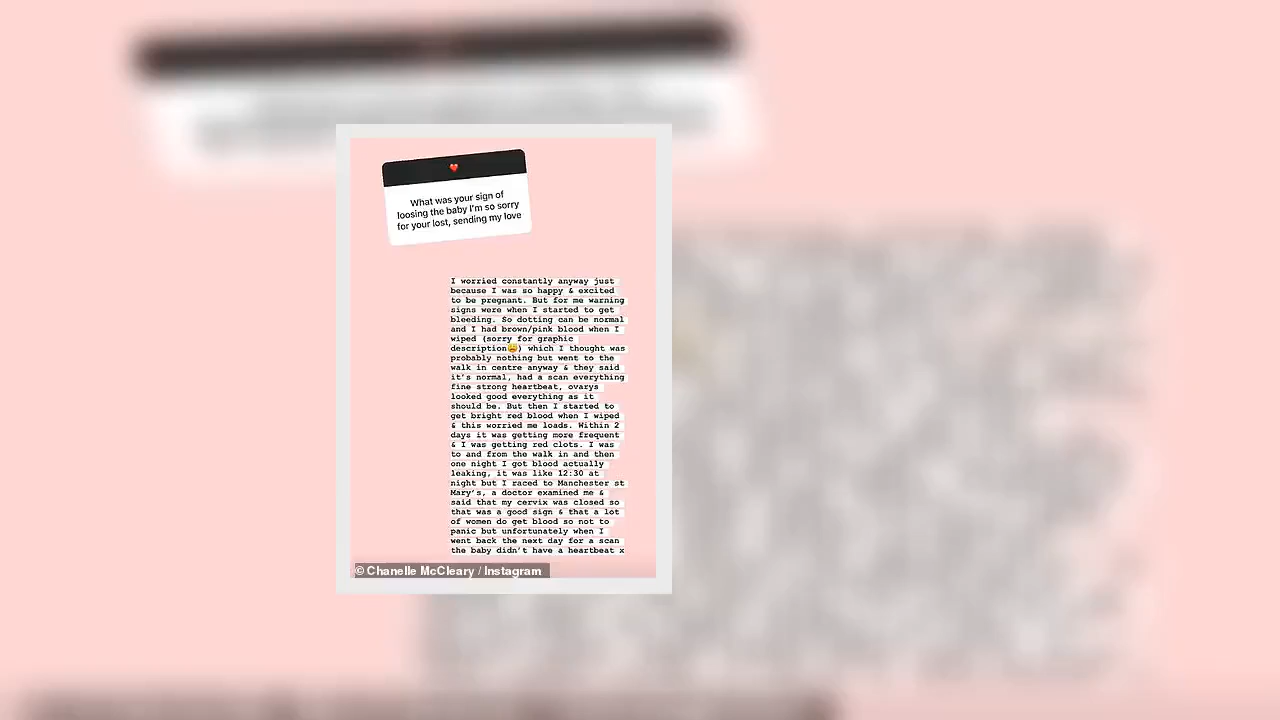 ❤️
What was your sign of
loosing the baby I'm so sorry
for your lost, sending my love
I worried constantly anyway just
because I was so happy & excited
to be pregnant. But for me warning
signs were when I started to get
bleeding. So dotting can be normal
and I had brown/pink blood when I
wiped (sorry for graphic
description😩) which I thought was
probably nothing but went to the
walk in centre anyway & they said
it's normal, had a scan everything
fine strong heartbeat, ovarys
looked good everything as it
should be. But then I started to
get bright red blood when I wiped
& this worried me loads. Within 2
days it was getting more frequent
& I was getting red clots. I was
to and from the walk in and then
one night I got blood actually
leaking, it was like 12:30 at
night but I raced to Manchester st
Mary's, a doctor examined me &
said that my cervix was closed so
that was a good sign & that a lot
of women do get blood so not to
panic but unfortunately when I
went back the next day for a scan
the baby didn't have a heartbeat x
© Chanelle McCleary / Instagram